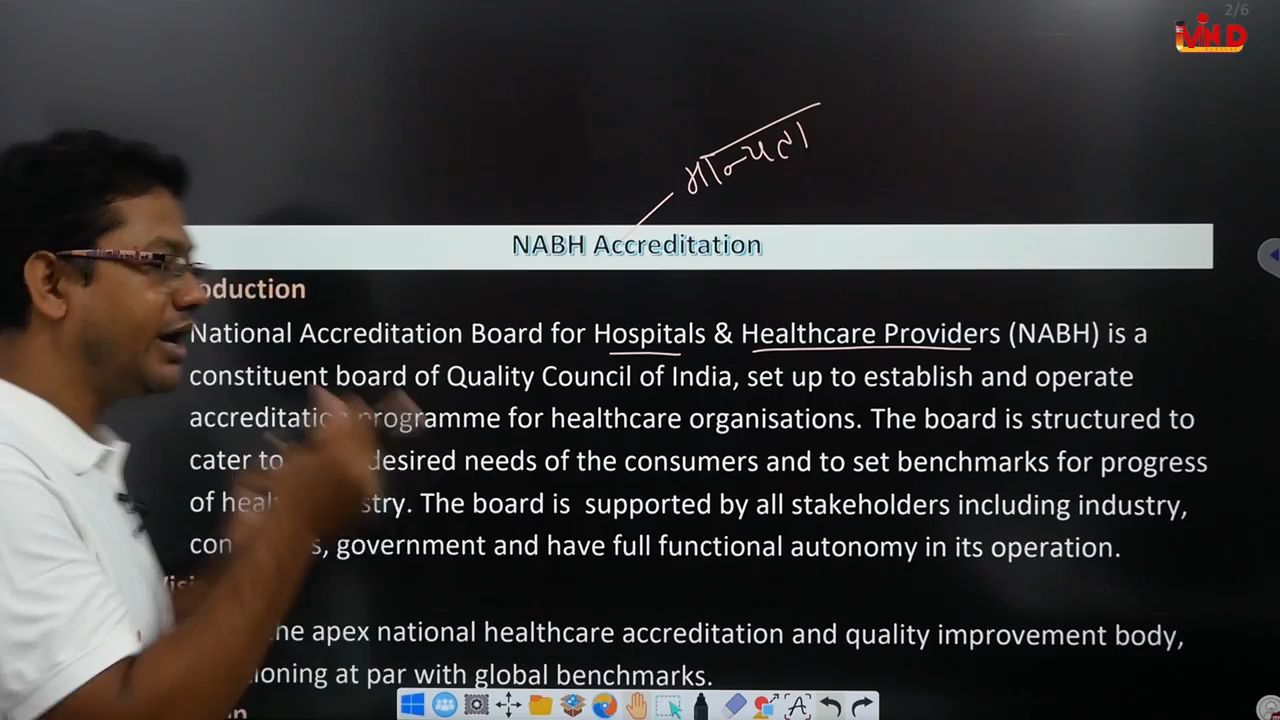 2/6
ViND
मान्यता
NABH Accreditation
oduction
National Accreditation Board for Hospitals & Healthcare Providers (NABH) is a
constituent board of Quality Council of India, set up to establish and operate
accreditatio programme for healthcare organisations. The board is structured to
cater to desired needs of the consumers and to set benchmarks for progress
of heal stry. The board is supported by all stakeholders including industry,
con s, government and have full functional autonomy in its operation.
Visi
he apex national healthcare accreditation and quality improvement body,
ioning at par with global benchmarks.